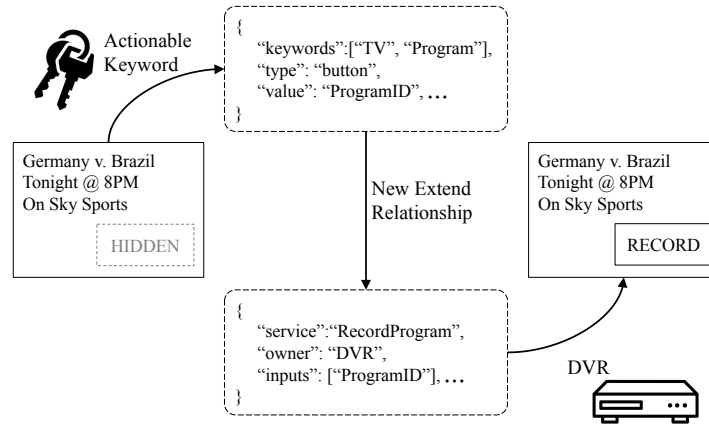 Actionable
Keyword
{
“keywords”:[“TV”, “Program”],
“type”: “button”,
“value”: “ProgramID”, ...
}
Germany v. Brazil
Tonight @ 8PM
On Sky Sports
HIDDEN
New Extend
Relationship
Germany v. Brazil
Tonight @ 8PM
On Sky Sports
RECORD
{
“service”:“RecordProgram”,
“owner”: “DVR”,
“inputs”: [“ProgramID”], ...
}
DVR